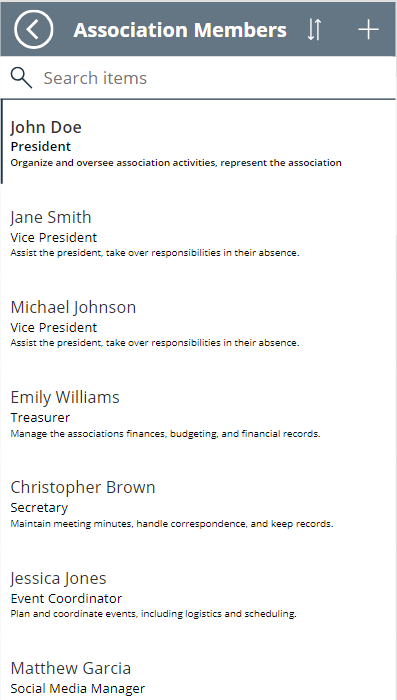 Association Members
Search items
John Doe
President
Organize and oversee association activities, represent the association
Jane Smith
Vice President
Assist the president, take over responsibilities in their absence.
Michael Johnson
Vice President
Assist the president, take over responsibilities in their absence.
Emily Williams
Treasurer
Manage the associations finances, budgeting, and financial records.
Christopher Brown
Secretary
Maintain meeting minutes, handle correspondence, and keep records.
Jessica Jones
Event Coordinator
Plan and coordinate events, including logistics and scheduling.
Matthew Garcia
Social Media Manager